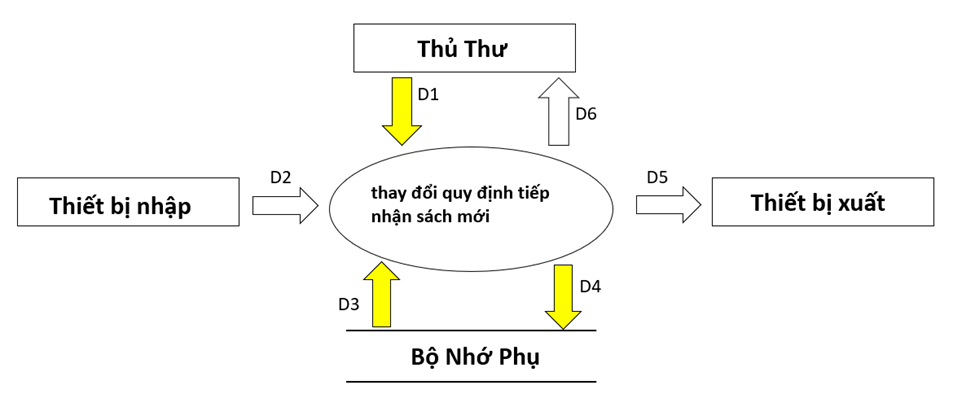 Thủ Thư
D1
D6
D2
D5
Thiết bị nhập
thay đổi quy định tiếp
nhận sách mới
Thiết bị xuất
D3
D4
Bộ Nhớ Phụ